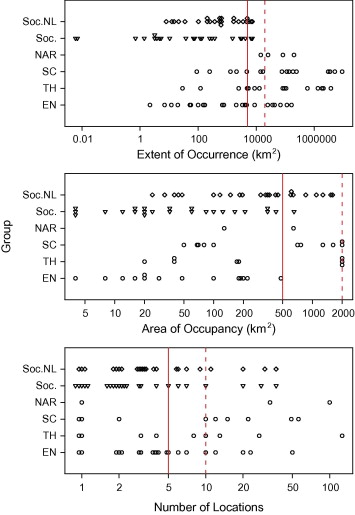 Soc.NL
Soc.
NAR
SC
TH
EN
0.01 1 100 10000 1000000
Extent of Occurrence (km²)
Group
Soc.NL
Soc.
NAR
SC
TH
EN
5 10 20 50 100 200 500 1000 2000
Area of Occupancy (km²)
Soc.NL
Soc.
NAR
SC
TH
EN
1 2 5 10 20 50 100
Number of Locations